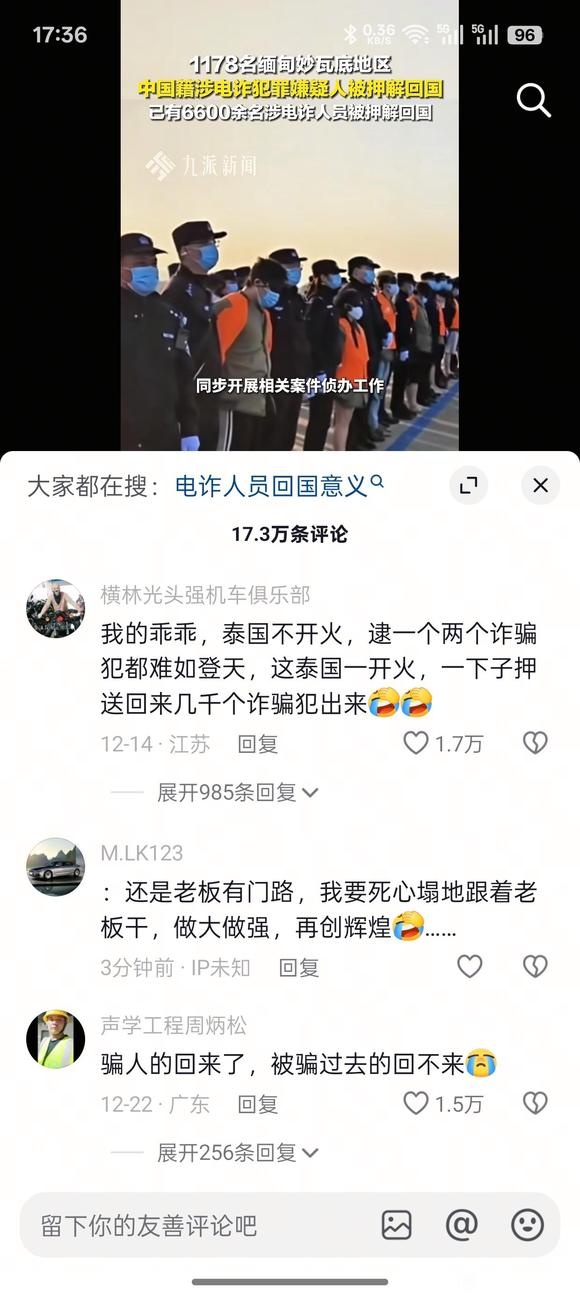 17:36
0.36
KB/S
5G
5G
96
1178名缅甸妙瓦底地区
中国籍涉电诈犯罪嫌疑人被押解回国
已有6600余名涉电诈人员被押解回国
九派新闻
同步开展相关案件侦办工作
大家都在搜：电诈人员回国意义
17.3万条评论
横林光头强机车俱乐部
我的乖乖，泰国不开火，逮一个两个诈骗
犯都难如登天，这泰国一开火，一下子押
送回来几千个诈骗犯出来🤣🤣
12-14 · 江苏 回复 1.7万
展开985条回复
M.LK123
：还是老板有门路，我要死心塌地跟着老
板干，做大做强，再创辉煌🤣……
3分钟前 · IP未知 回复
声学工程周炳松
骗人的回来了，被骗过去的回不来😭
12-22 · 广东 回复 1.5万
展开256条回复
留下你的友善评论吧